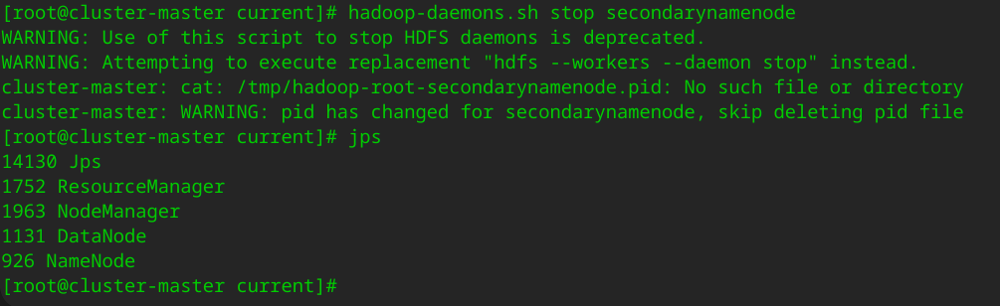 [root@cluster-master current]# hadoop-daemons.sh stop secondarynamenode
WARNING: Use of this script to stop HDFS daemons is deprecated.
WARNING: Attempting to execute replacement "hdfs --workers --daemon stop" instead.
cluster-master: cat: /tmp/hadoop-root-secondarynamenode.pid: No such file or directory
cluster-master: WARNING: pid has changed for secondarynamenode, skip deleting pid file
[root@cluster-master current]# jps
14130 Jps
1752 ResourceManager
1963 NodeManager
1131 DataNode
926 NameNode
[root@cluster-master current]#